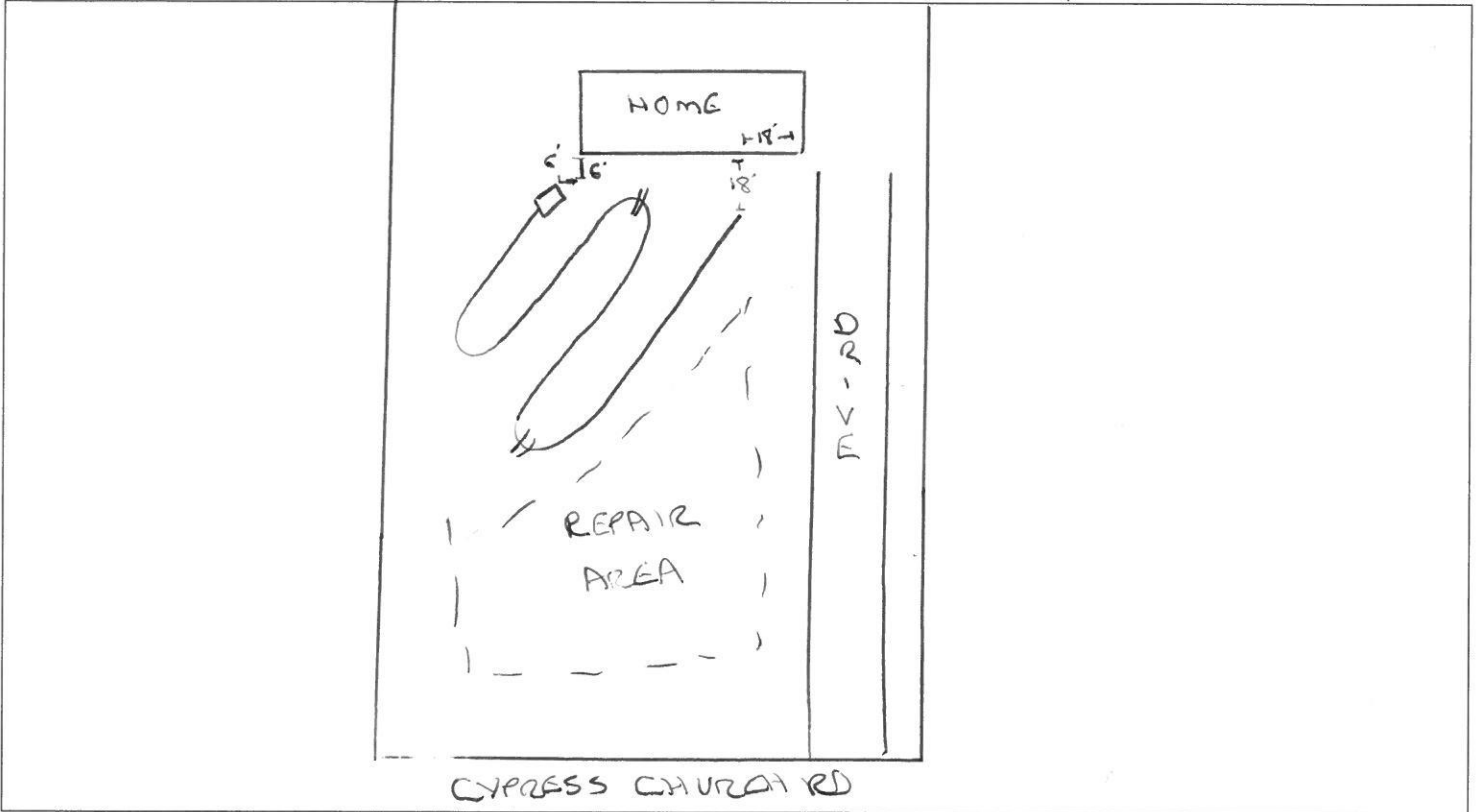 HOME
⊢18'⊣
6'
6'
18'
DRIVE
REPAIR
AREA
CYPRESS CHURCH RD